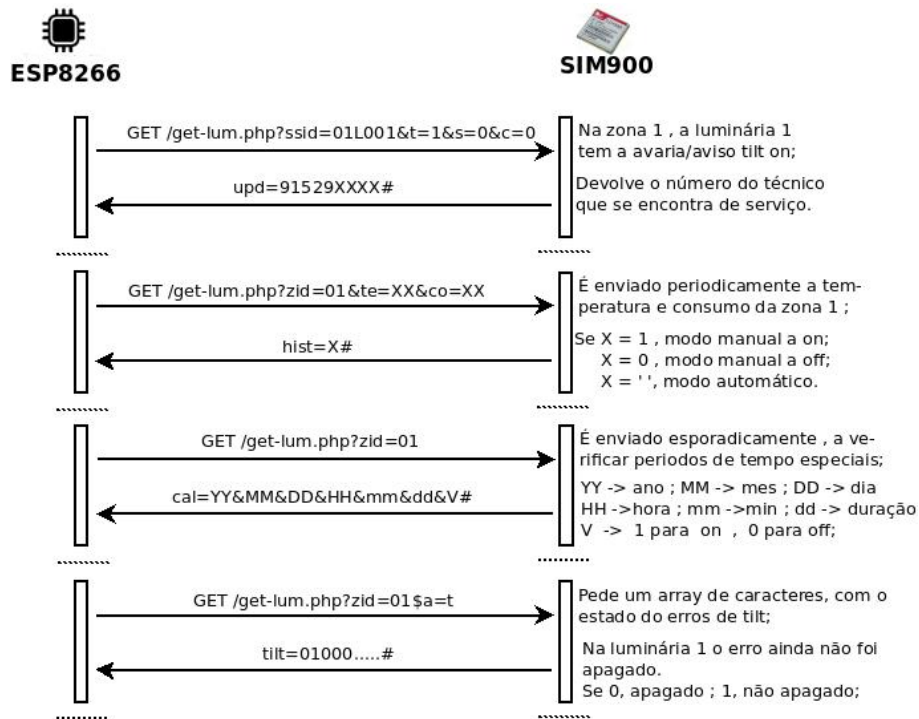 ESP8266
SIM900
GET /get-lum.php?ssid=01L001&t=1&s=0&c=0
Na zona 1 , a luminária 1
tem a avaria/aviso tilt on;
upd=91529XXXX#
Devolve o número do técnico
que se encontra de serviço.
GET /get-lum.php?zid=01&te=XX&co=XX
É enviado periodicamente a tem-
peratura e consumo da zona 1 ;
hist=X#
Se X = 1 , modo manual a on;
X = 0 , modo manual a off;
X = ' ', modo automático.
GET /get-lum.php?zid=01
É enviado esporadicamente , a ve-
rificar periodos de tempo especiais;
cal=YY&MM&DD&HH&mm&dd&V#
YY -> ano ; MM -> mes ; DD -> dia
HH ->hora ; mm ->min ; dd -> duração
V -> 1 para on , 0 para off;
GET /get-lum.php?zid=01$a=t
Pede um array de caracteres, com o
estado do erros de tilt;
tilt=01000.....#
Na luminária 1 o erro ainda não foi
apagado.
Se 0, apagado ; 1, não apagado;